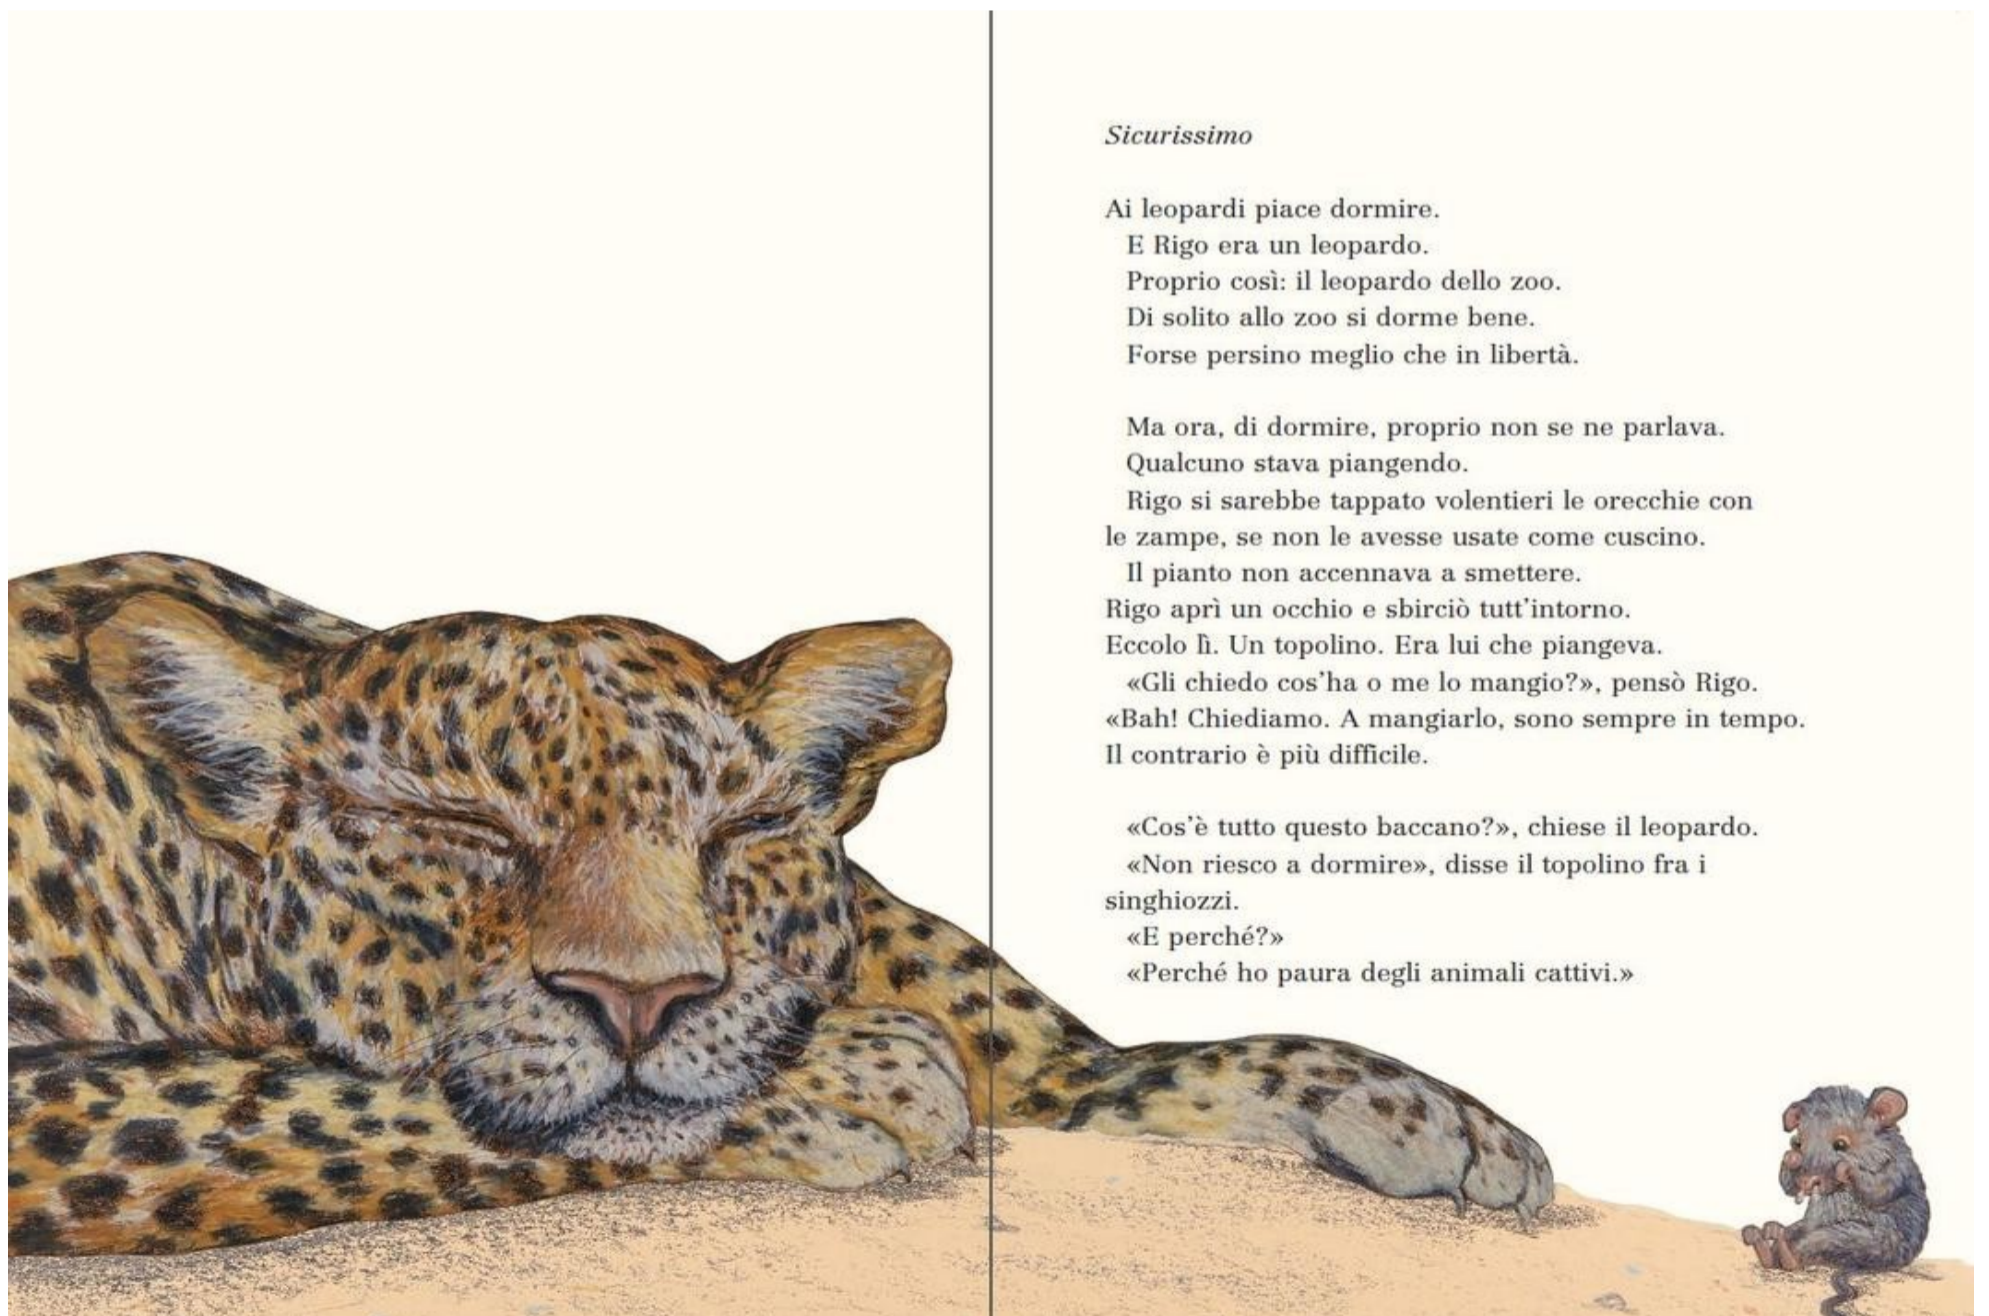 Sicurissimo
Ai leopardi piace dormire.
E Rigo era un leopardo.
Proprio così: il leopardo dello zoo.
Di solito allo zoo si dorme bene.
Forse persino meglio che in libertà.
Ma ora, di dormire, proprio non se ne parlava.
Qualcuno stava piangendo.
Rigo si sarebbe tappato volentieri le orecchie con
le zampe, se non le avesse usate come cuscino.
Il pianto non accennava a smettere.
Rigo aprì un occhio e sbirciò tutt'intorno.
Eccolo lì. Un topolino. Era lui che piangeva.
«Gli chiedo cos'ha o me lo mangio?», pensò Rigo.
«Bah! Chiediamo. A mangiarlo, sono sempre in tempo.
Il contrario è più difficile.
«Cos'è tutto questo baccano?», chiese il leopardo.
«Non riesco a dormire», disse il topolino fra i
singhiozzi.
«E perché?»
«Perché ho paura degli animali cattivi.»